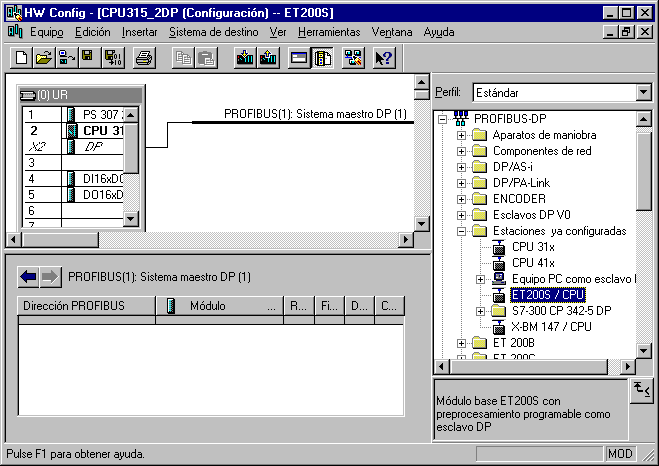 HW Config - [CPU315_2DP (Configuración) -- ET200S]
Equipo Edición Insertar Sistema de destino Ver Herramientas Ventana Ayuda
(0) UR
1 PS 307
2 CPU 31
X2 DP
3
4 DI16xDC
5 DO16xD
6
7
PROFIBUS(1): Sistema maestro DP (1)
Perfil: Estándar
PROFIBUS-DP
Aparatos de maniobra
Componentes de red
DP/AS-i
DP/PA-Link
ENCODER
Esclavos DP V0
Estaciones ya configuradas
CPU 31x
CPU 41x
Equipo PC como esclavo
ET200S / CPU
S7-300 CP 342-5 DP
X-BM 147 / CPU
ET 200B
ET 200C
PROFIBUS(1): Sistema maestro DP (1)
Dirección PROFIBUS Módulo ... R... Fi... D... C...
Módulo base ET200S con
preprocesamiento programable como
esclavo DP
Pulse F1 para obtener ayuda.
MOD